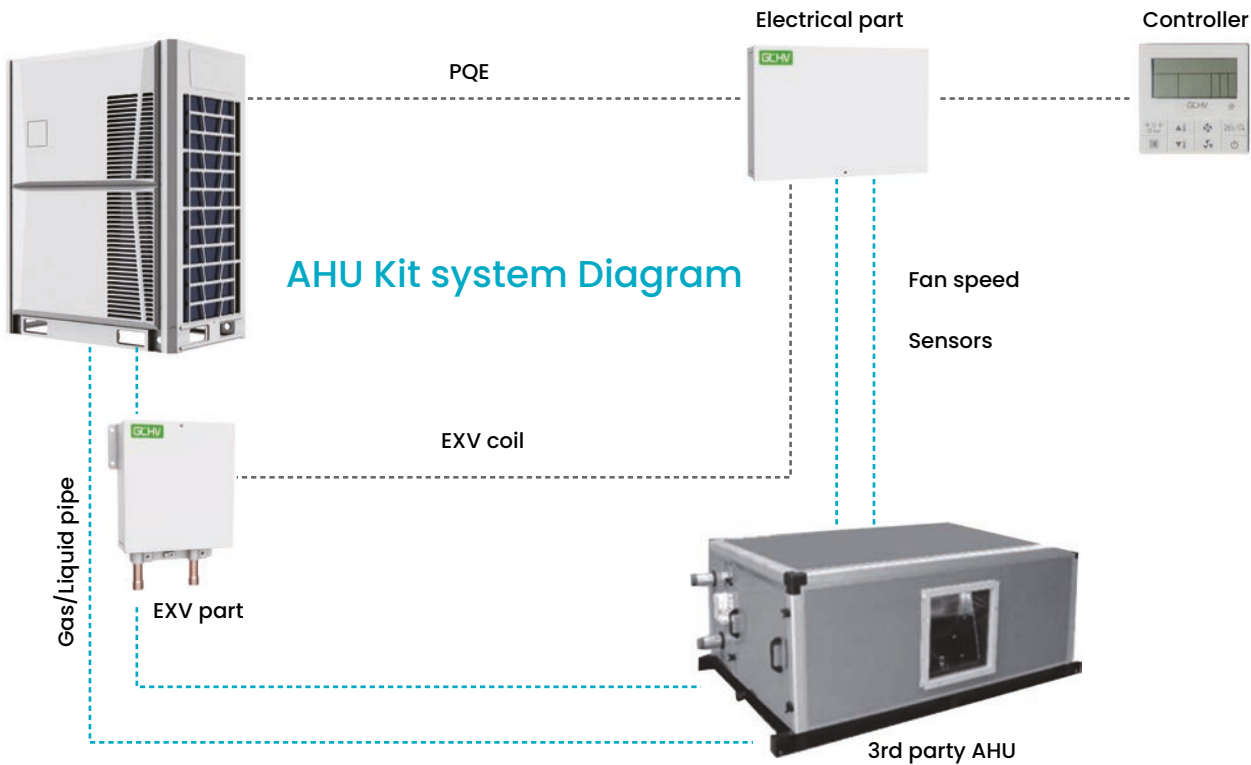 Electrical part
Controller
GCHV
PQE
GCHV
AHU Kit system Diagram
Fan speed
Sensors
GCHV
EXV coil
Gas/Liquid pipe
EXV part
3rd party AHU